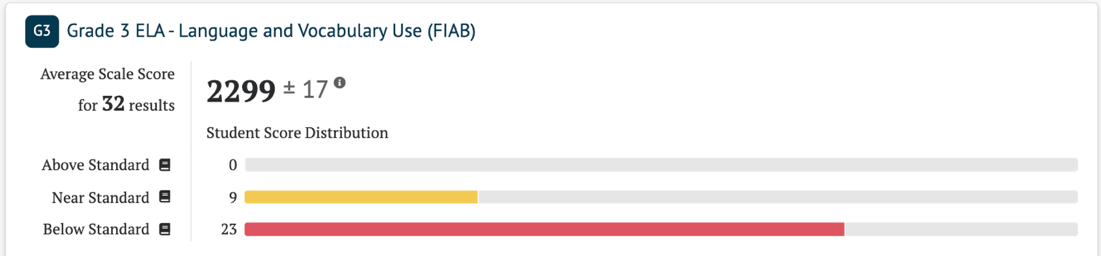 G3 Grade 3 ELA - Language and Vocabulary Use (FIAB)
Average Scale Score
for 32 results
2299 ± 17
Student Score Distribution
Above Standard 0
Near Standard 9
Below Standard 23